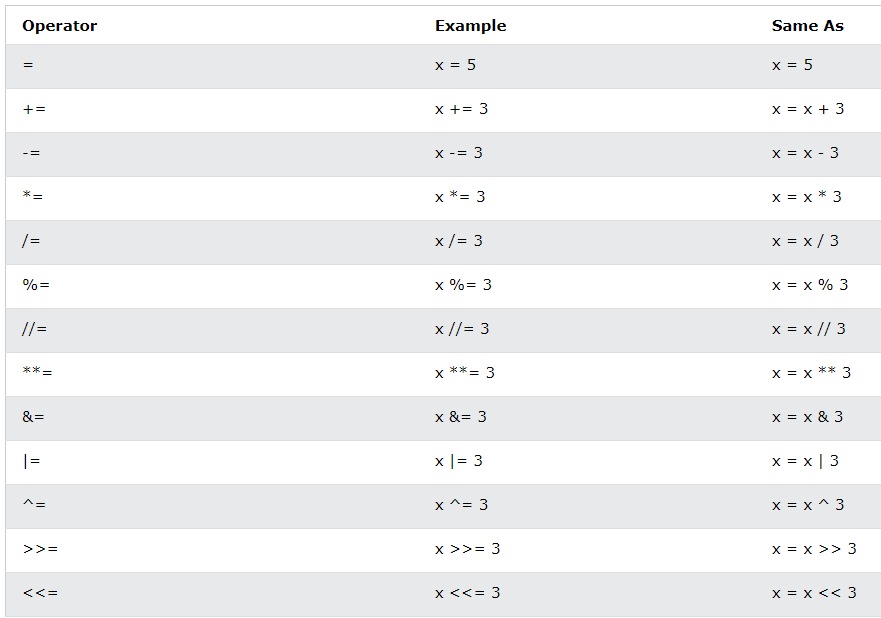 Operator Example Same As
= x = 5 x = 5
+= x += 3 x = x + 3
-= x -= 3 x = x - 3
*= x *= 3 x = x * 3
/= x /= 3 x = x / 3
%= x %= 3 x = x % 3
//= x //= 3 x = x // 3
**= x **= 3 x = x ** 3
&= x &= 3 x = x & 3
|= x |= 3 x = x | 3
^= x ^= 3 x = x ^ 3
>>= x >>= 3 x = x >> 3
<<= x <<= 3 x = x << 3